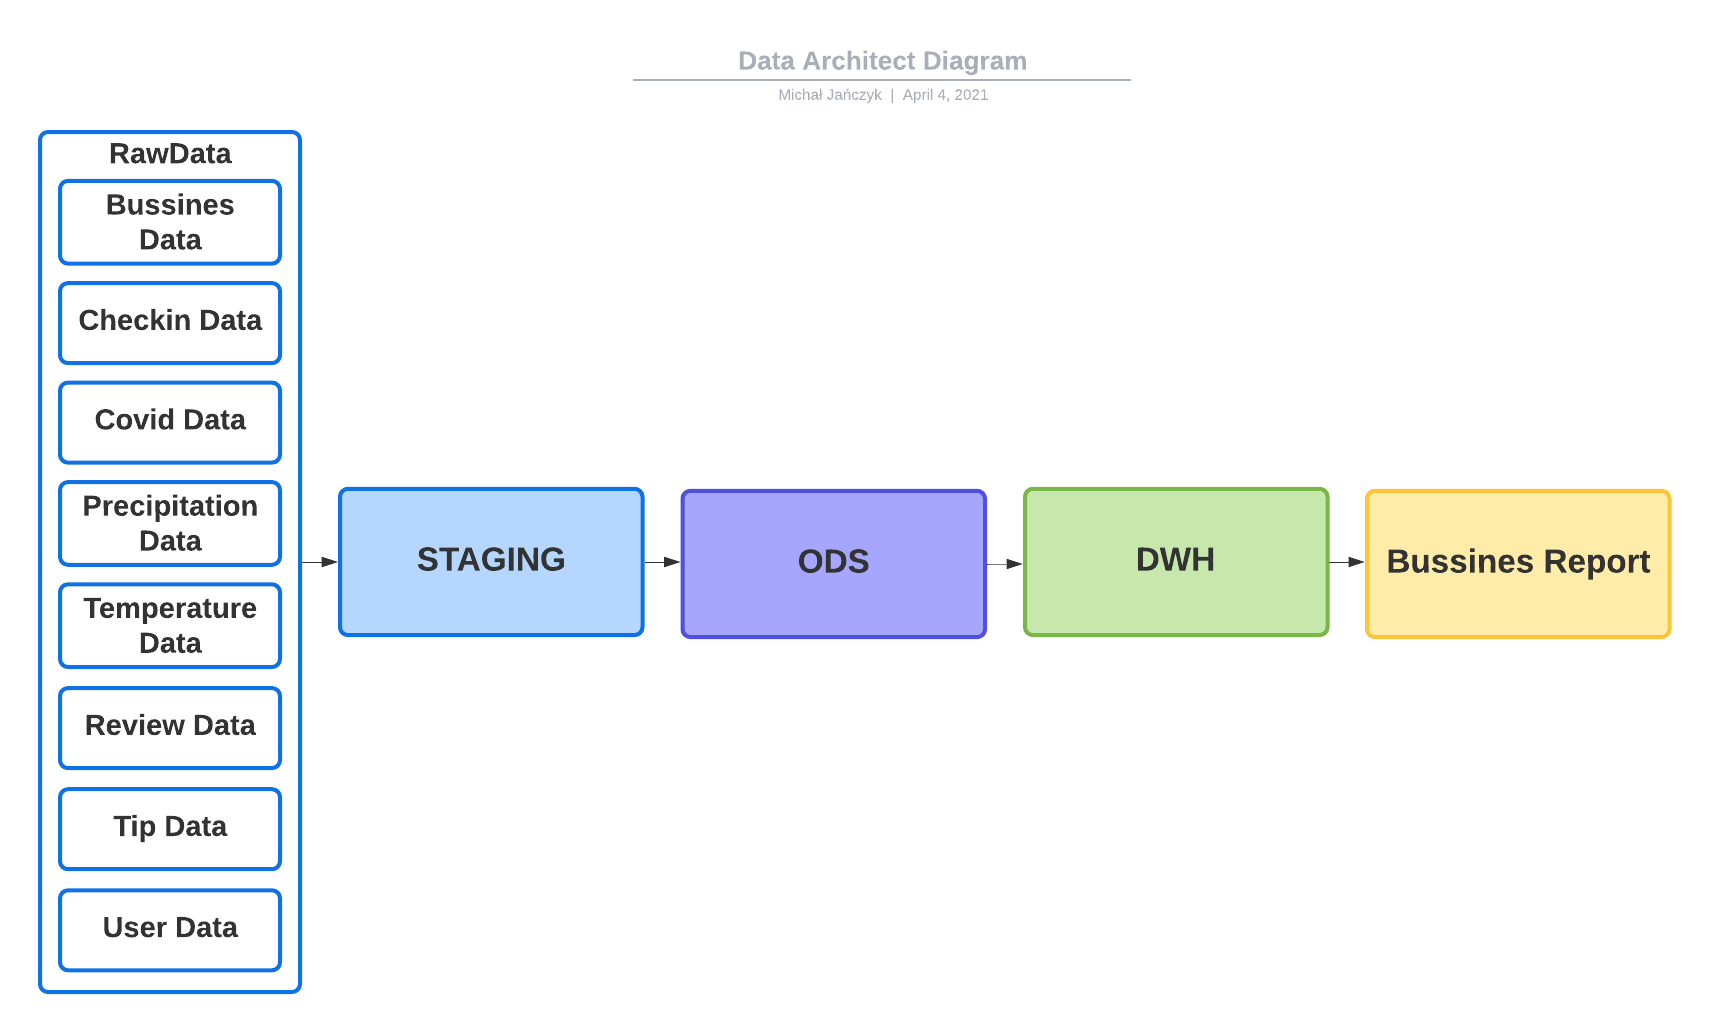 Data Architect Diagram
Michał Jańczyk | April 4, 2021
RawData
Bussines
Data
Checkin Data
Covid Data
Precipitation
Data
Temperature
Data
Review Data
Tip Data
User Data
STAGING
ODS
DWH
Bussines Report